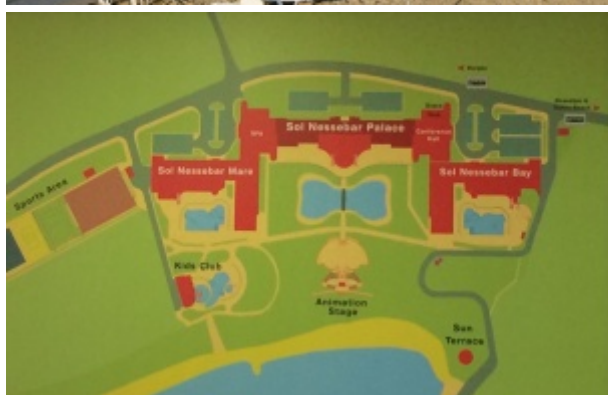 Sol Nessebar Palace
Spa
Conference
Hall
Sol Nessebar Mare
Sol Nessebar Bay
Sports Area
Kids Club
Animation
Stage
Sun
Terrace